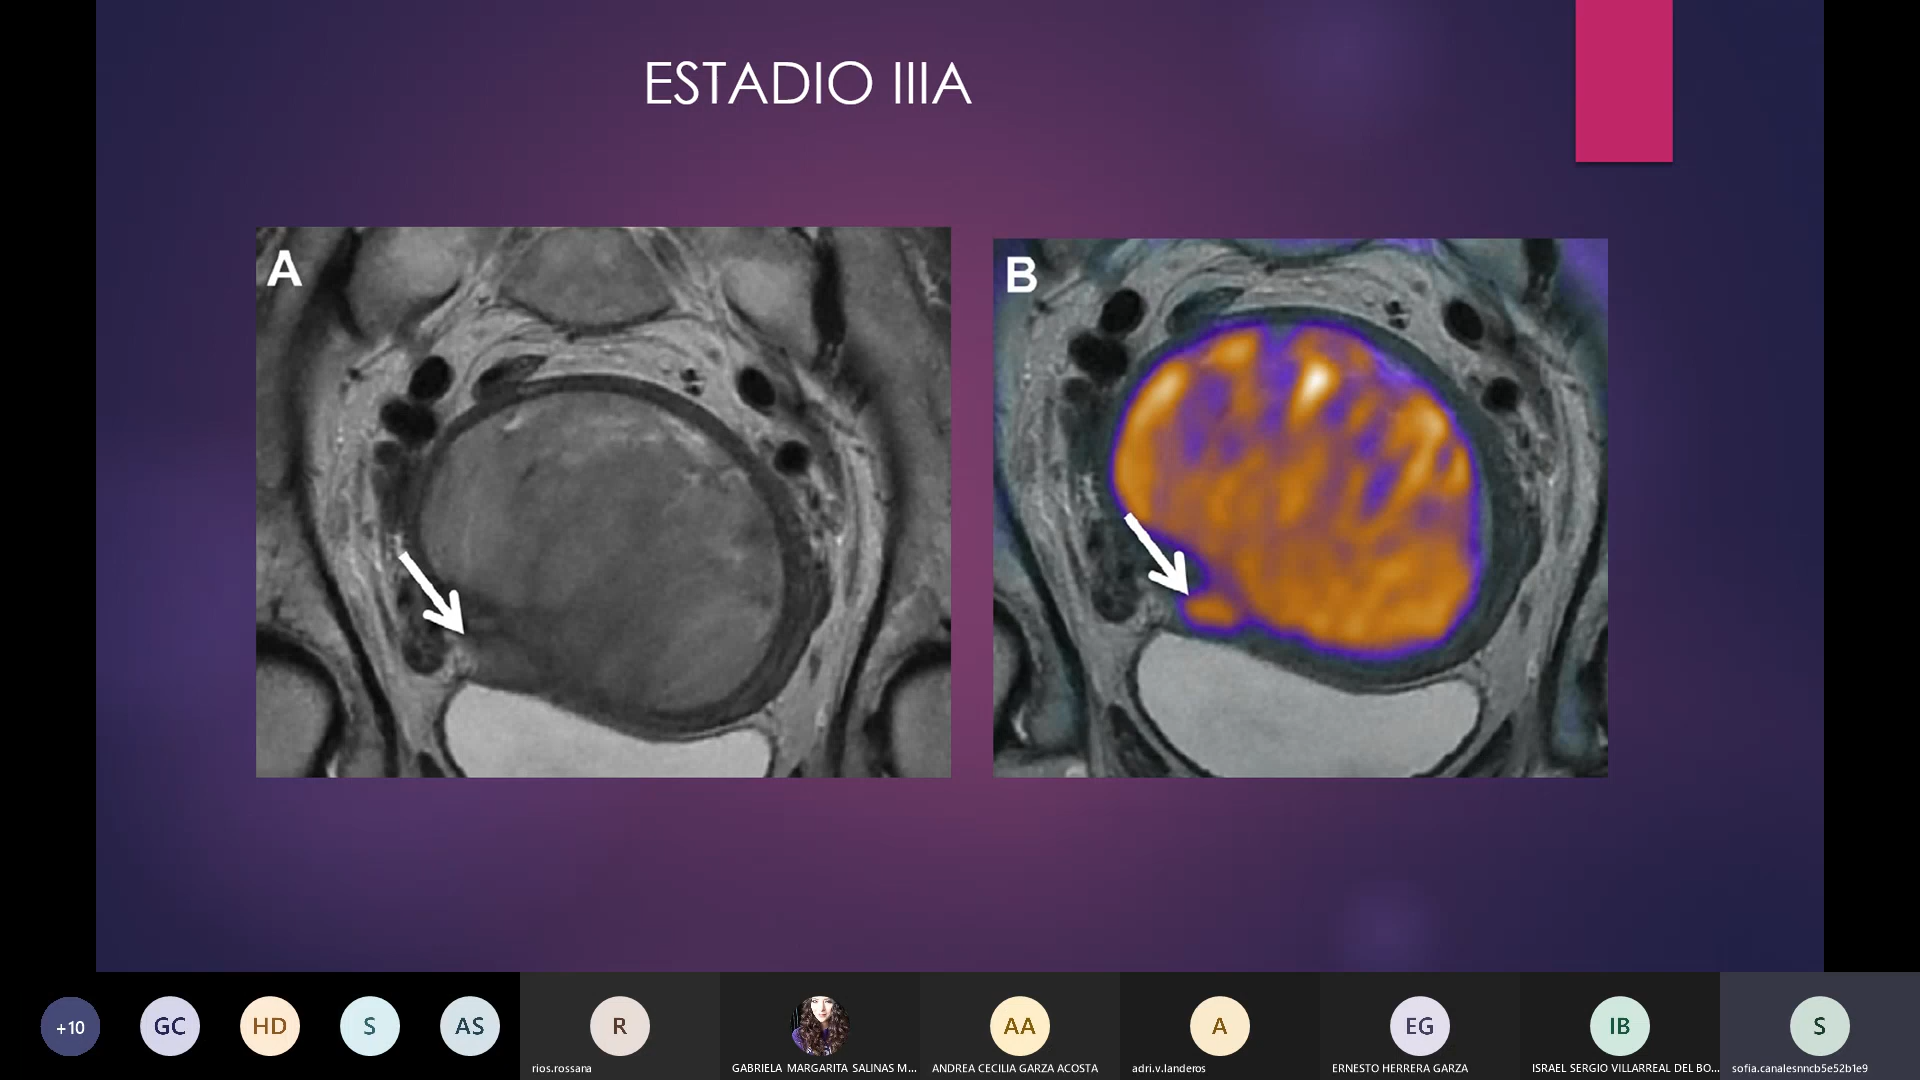 ESTADIO IIIA
A
B
+10
GC
HD
S
AS
R
AA
A
EG
IB
S
rios.rossana
GABRIELA MARGARITA SALINAS M...
ANDREA CECILIA GARZA ACOSTA
adri.v.landeros
ERNESTO HERRERA GARZA
ISRAEL SERGIO VILLARREAL DEL BO...
sofia.canalesnncb5e52b1e9